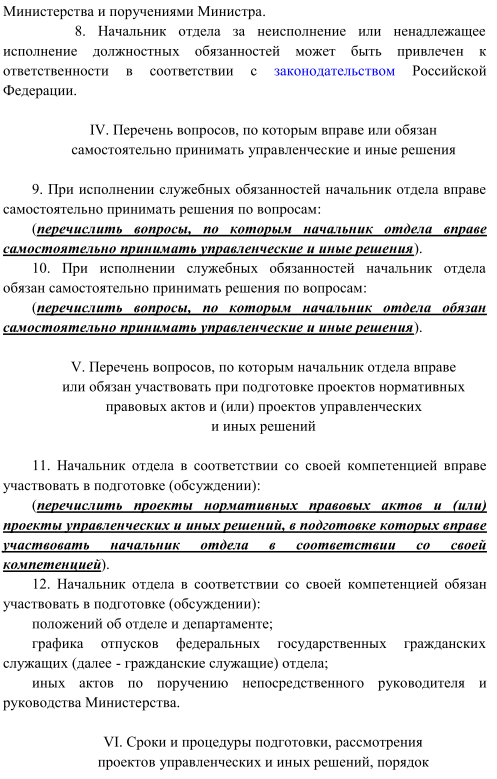 Министерства и поручениями Министра.
8. Начальник отдела за неисполнение или ненадлежащее
исполнение должностных обязанностей может быть привлечен к
ответственности в соответствии с законодательством Российской
Федерации.
IV. Перечень вопросов, по которым вправе или обязан
самостоятельно принимать управленческие и иные решения
9. При исполнении служебных обязанностей начальник отдела вправе
самостоятельно принимать решения по вопросам:
(перечислить вопросы, по которым начальник отдела вправе
самостоятельно принимать управленческие и иные решения).
10. При исполнении служебных обязанностей начальник отдела
обязан самостоятельно принимать решения по вопросам:
(перечислить вопросы, по которым начальник отдела обязан
самостоятельно принимать управленческие и иные решения).
V. Перечень вопросов, по которым начальник отдела вправе
или обязан участвовать при подготовке проектов нормативных
правовых актов и (или) проектов управленческих
и иных решений
11. Начальник отдела в соответствии со своей компетенцией вправе
участвовать в подготовке (обсуждении):
(перечислить проекты нормативных правовых актов и (или)
проекты управленческих и иных решений, в подготовке которых вправе
участвовать начальник отдела в соответствии со своей
компетенцией).
12. Начальник отдела в соответствии со своей компетенцией обязан
участвовать в подготовке (обсуждении):
положений об отделе и департаменте;
графика отпусков федеральных государственных гражданских
служащих (далее - гражданские служащие) отдела;
иных актов по поручению непосредственного руководителя и
руководства Министерства.
VI. Сроки и процедуры подготовки, рассмотрения
проектов управленческих и иных решений, порядок